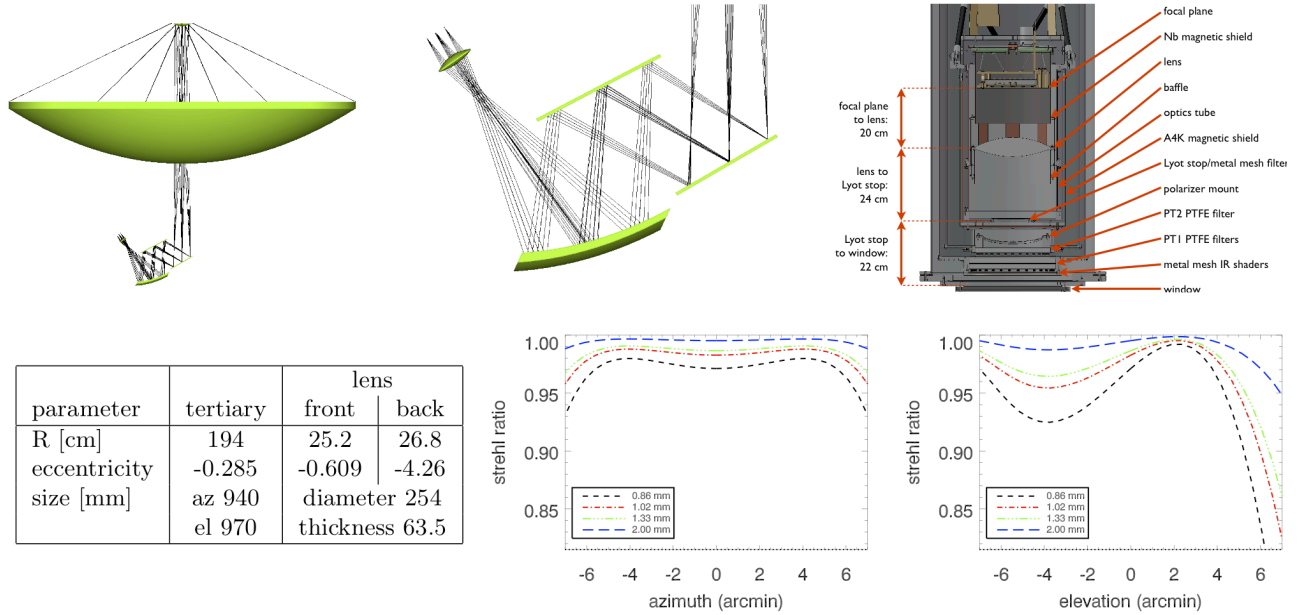 focal plane
Nb magnetic shield
lens
baffle
optics tube
A4K magnetic shield
Lyot stop/metal mesh filter
polarizer mount
PT2 PTFE filter
PT1 PTFE filters
metal mesh IR shaders
window
focal plane
to lens:
20 cm
lens to
Lyot stop:
24 cm
Lyot stop
to window:
22 cm
lens
parameter tertiary front back
R [cm] 194 25.2 26.8
eccentricity -0.285 -0.609 -4.26
size [mm] az 940 diameter 254
el 970 thickness 63.5
strehl ratio
1.00
0.95
0.90
0.85
0.86 mm
1.02 mm
1.33 mm
2.00 mm
-6 -4 -2 0 2 4 6
azimuth (arcmin)
strehl ratio
1.00
0.95
0.90
0.85
0.86 mm
1.02 mm
1.33 mm
2.00 mm
-6 -4 -2 0 2 4 6
elevation (arcmin)